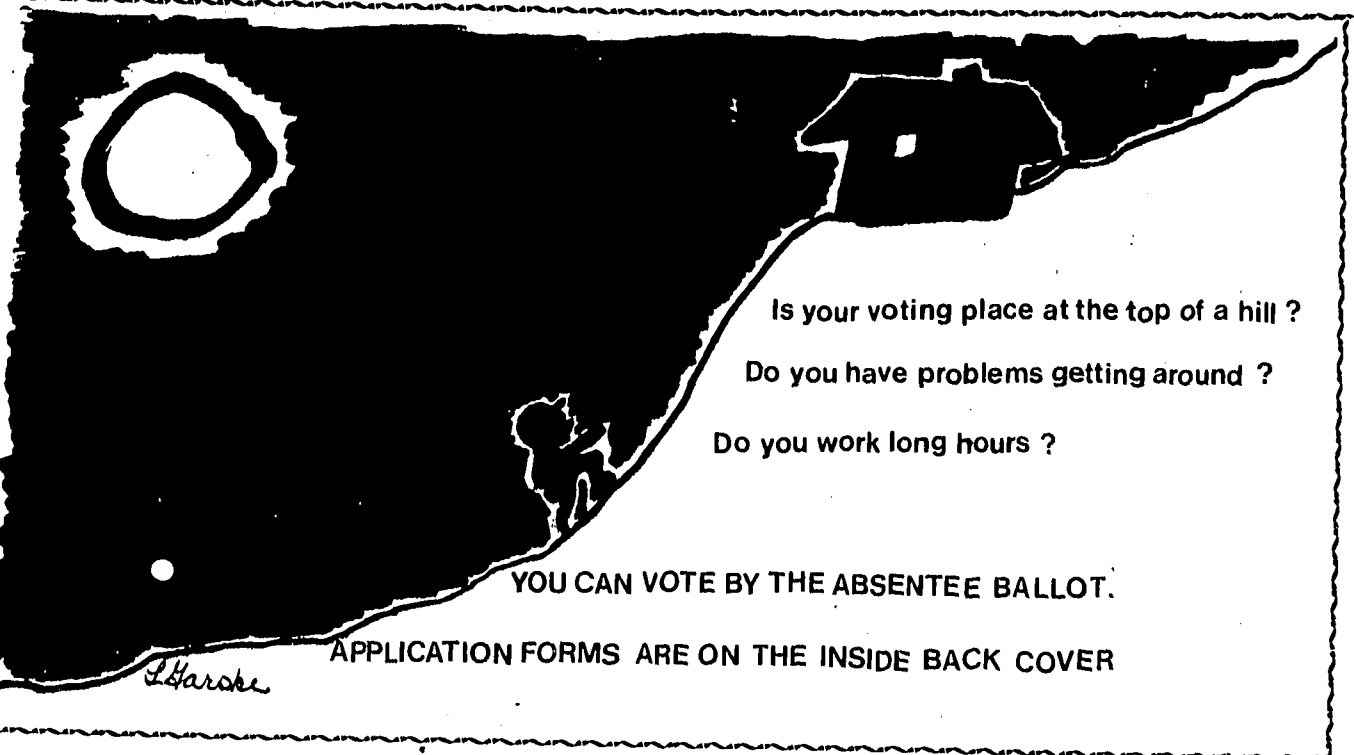 Is your voting place at the top of a hill ?
Do you have problems getting around ?
Do you work long hours ?
YOU CAN VOTE BY THE ABSENTEE BALLOT.
APPLICATION FORMS ARE ON THE INSIDE BACK COVER
L Garske